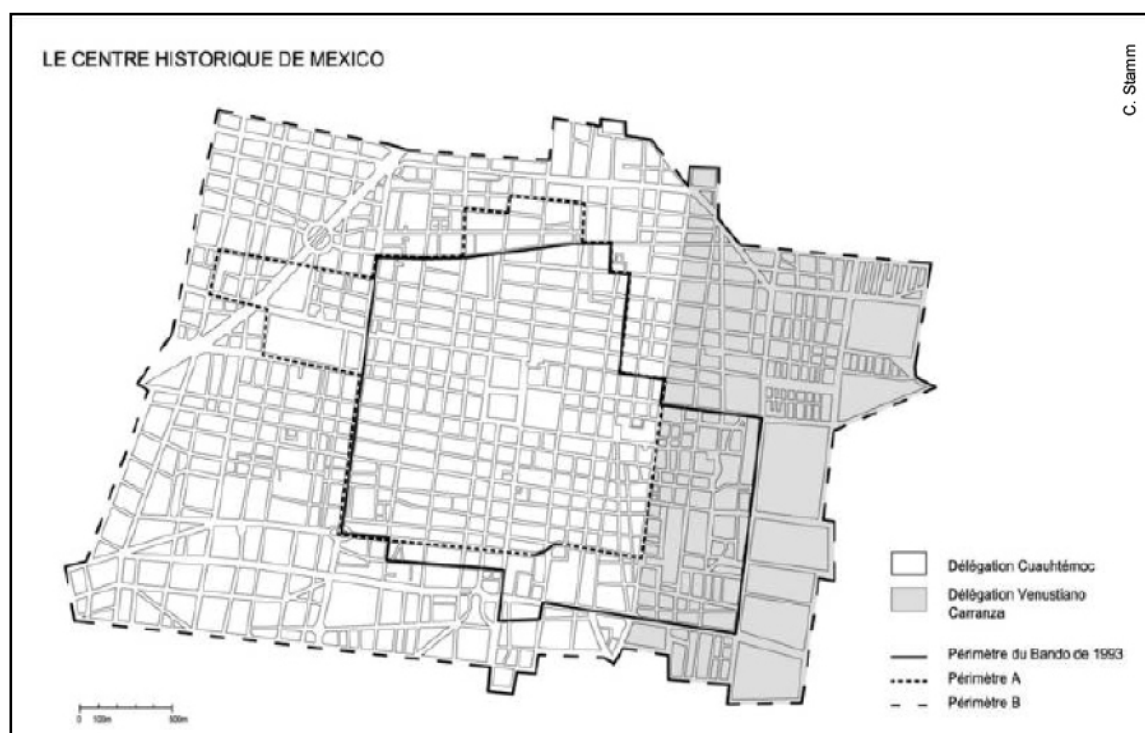 LE CENTRE HISTORIQUE DE MEXICO
C. Stamm
Délégation Cuauhtémoc
Délégation Venustiano
Carranza
Périmètre du Bando de 1993
Périmètre A
Périmètre B
0 100m 500m